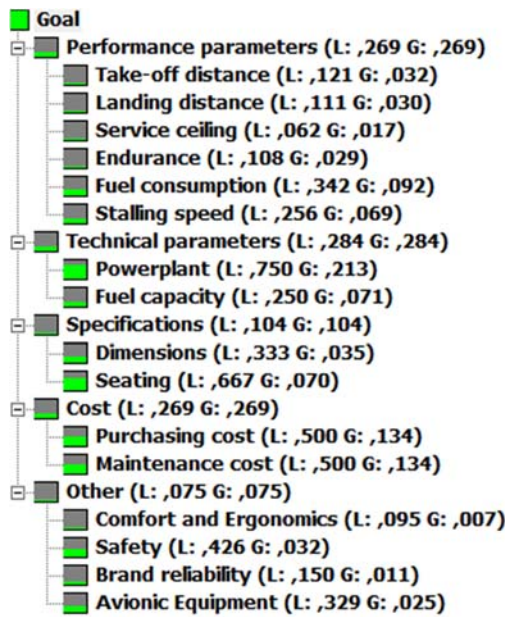 Goal
Performance parameters (L: ,269 G: ,269)
Take-off distance (L: ,121 G: ,032)
Landing distance (L: ,111 G: ,030)
Service ceiling (L: ,062 G: ,017)
Endurance (L: ,108 G: ,029)
Fuel consumption (L: ,342 G: ,092)
Stalling speed (L: ,256 G: ,069)
Technical parameters (L: ,284 G: ,284)
Powerplant (L: ,750 G: ,213)
Fuel capacity (L: ,250 G: ,071)
Specifications (L: ,104 G: ,104)
Dimensions (L: ,333 G: ,035)
Seating (L: ,667 G: ,070)
Cost (L: ,269 G: ,269)
Purchasing cost (L: ,500 G: ,134)
Maintenance cost (L: ,500 G: ,134)
Other (L: ,075 G: ,075)
Comfort and Ergonomics (L: ,095 G: ,007)
Safety (L: ,426 G: ,032)
Brand reliability (L: ,150 G: ,011)
Avionic Equipment (L: ,329 G: ,025)